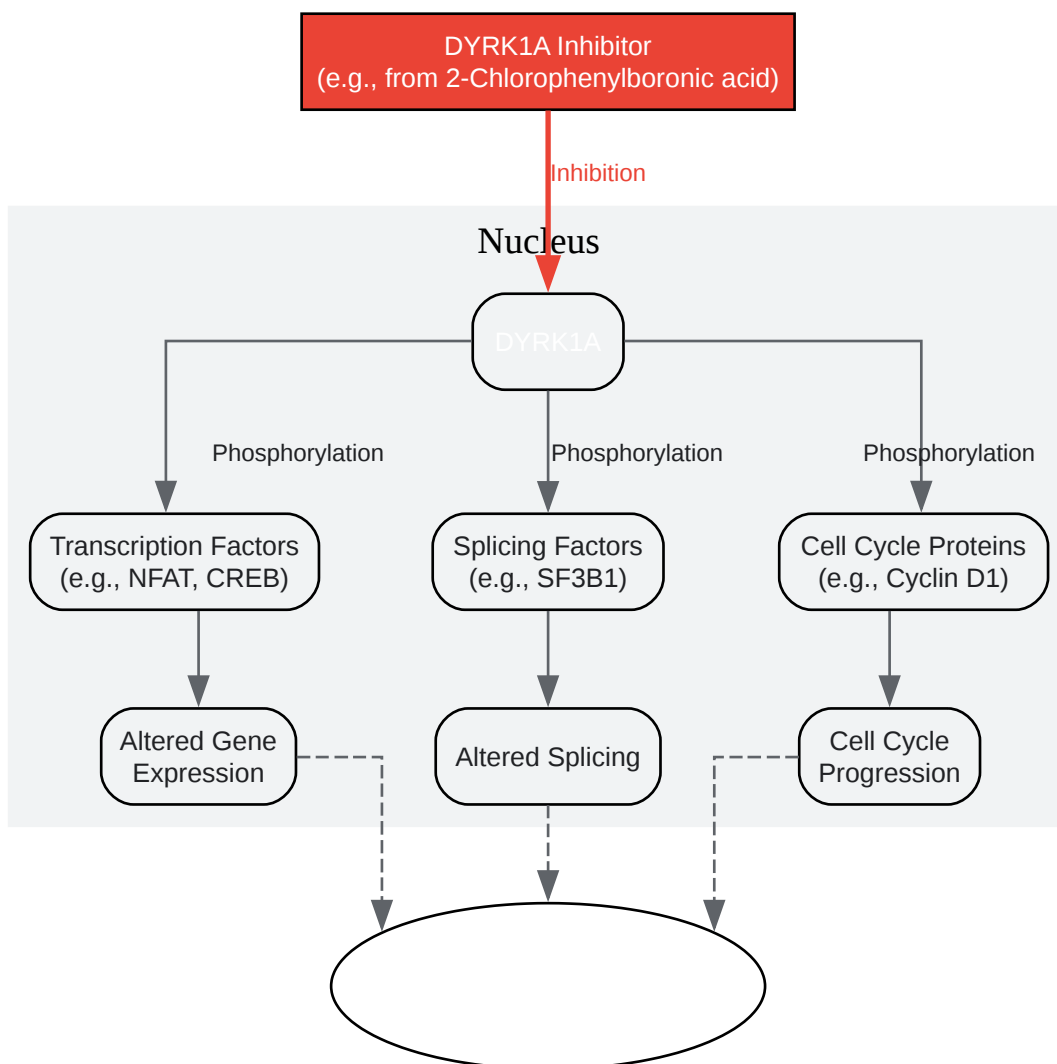 DYRK1A Inhibitor
(e.g., from 2-Chlorophenylboronic acid)
Inhibition
Nucleus
DYRK1A
Phosphorylation
Phosphorylation
Phosphorylation
Transcription Factors
(e.g., NFAT, CREB)
Splicing Factors
(e.g., SF3B1)
Cell Cycle Proteins
(e.g., Cyclin D1)
Altered Gene
Expression
Altered Splicing
Cell Cycle
Progression